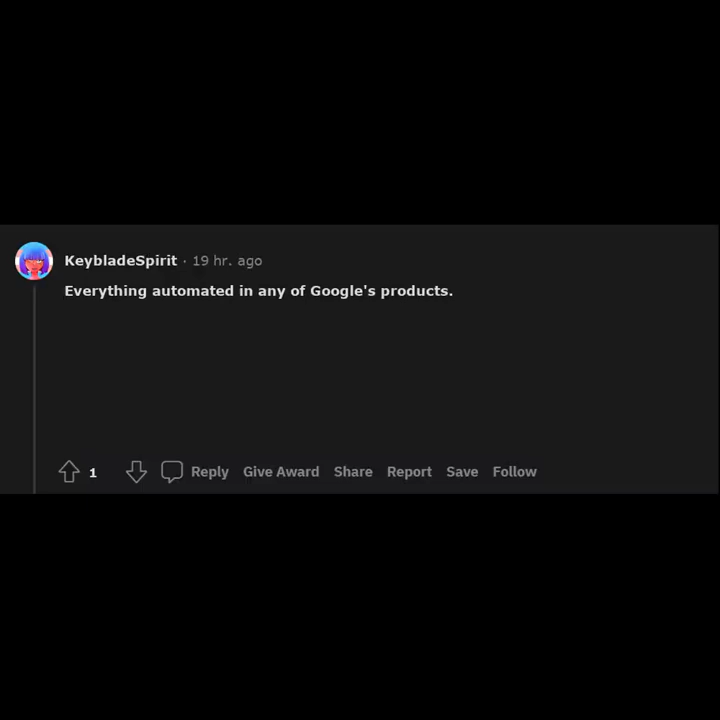 KeybladeSpirit · 19 hr. ago
Everything automated in any of Google's products.
1 Reply Give Award Share Report Save Follow